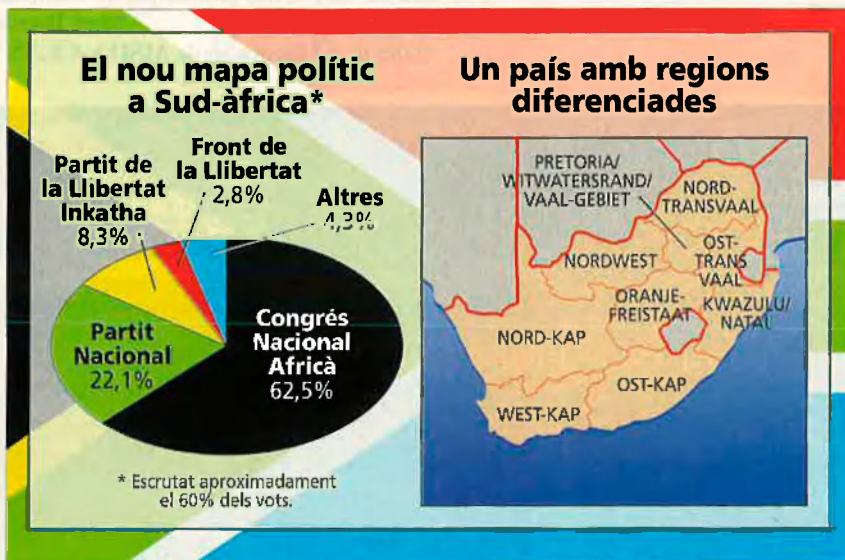 El nou mapa polític
a Sud-àfrica*
Partit de
la Llibertat
Inkatha
8,3%
Front de
la Llibertat
2,8%
Altres
4,3%
Partit
Nacional
22,1%
Congrés
Nacional
Africà
62,5%
* Escrutat aproximadament
el 60% dels vots.
Un país amb regions
diferenciades
PRETORIA/
WITWATERSRAND/
VAAL-GEBIET
NORD-
TRANSVAAL
OST-
TRANS
VAAL
NORDWEST
ORANJE-
FREISTAAT
KWAZULU/
NATAL
NORD-KAP
OST-KAP
WEST-KAP